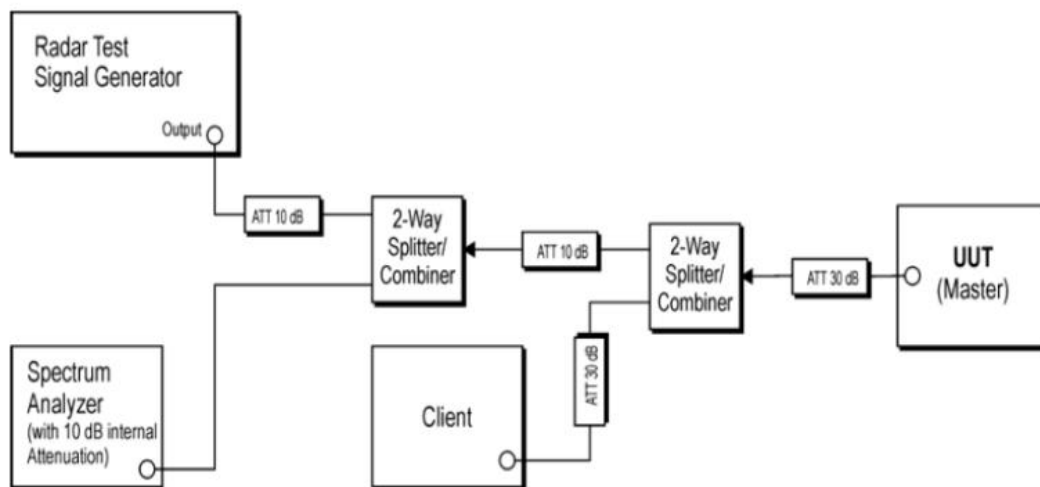 Radar Test
Signal Generator
Output
ATT 10 dB
2-Way
Splitter/
Combiner
ATT 10 dB
2-Way
Splitter/
Combiner
ATT 30 dB
UUT
(Master)
Spectrum
Analyzer
(with 10 dB internal
Attenuation)
Client
ATT 30 dB